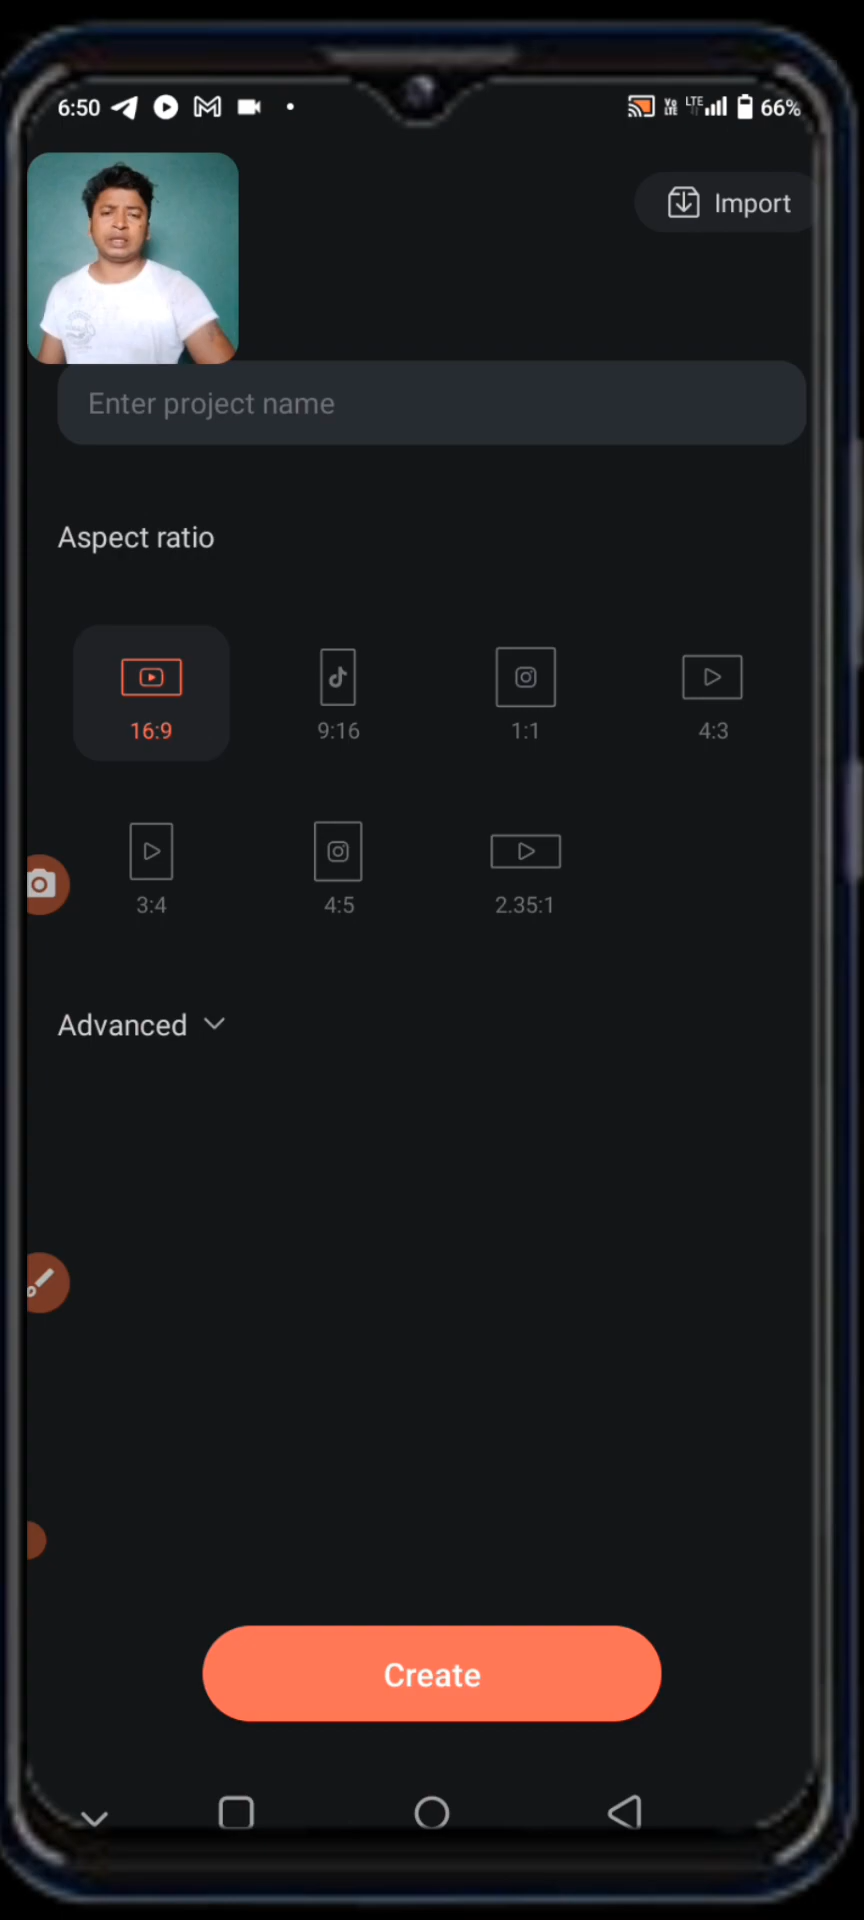 6:50 66%
Import
Enter project name
Aspect ratio
16:9 9:16 1:1 4:3
3:4 4:5 2.35:1
Advanced
Create